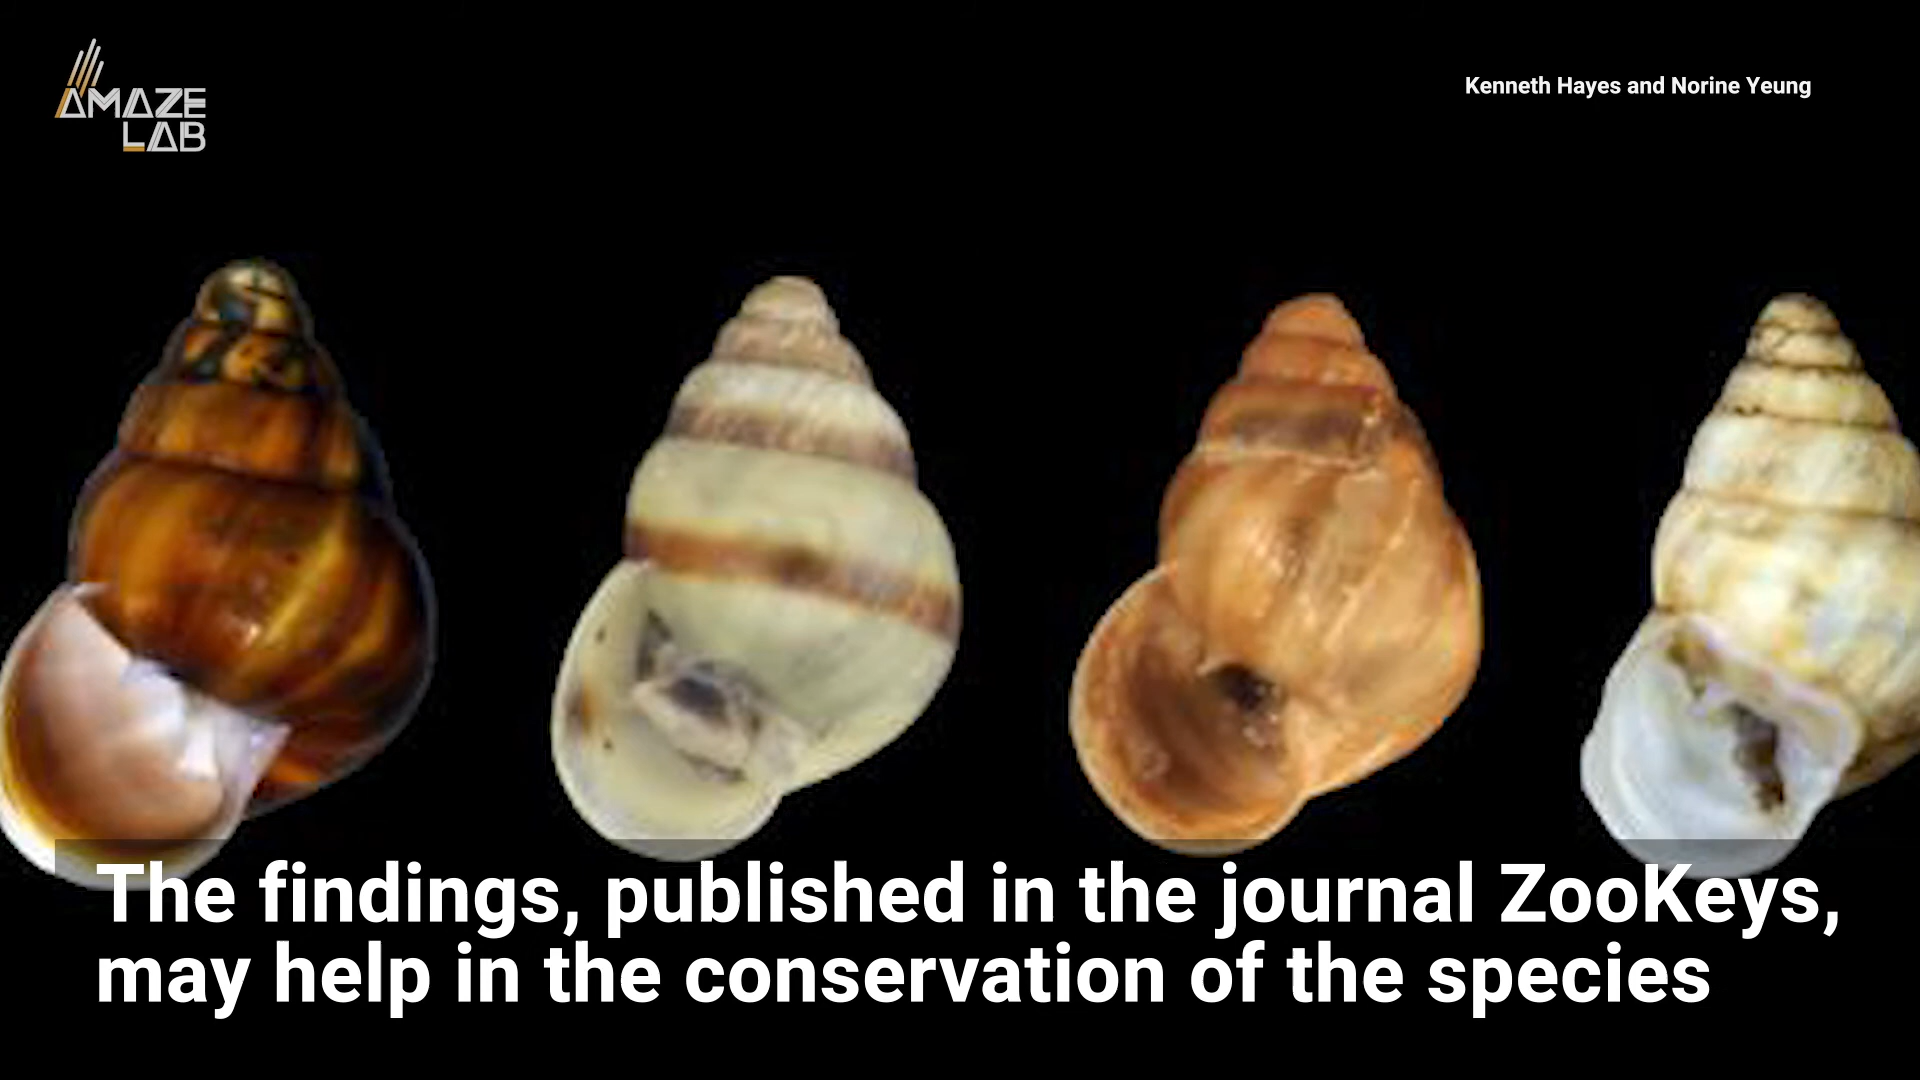 AMAZE
LAB
Kenneth Hayes and Norine Yeung
The findings, published in the journal ZooKeys,
may help in the conservation of the species